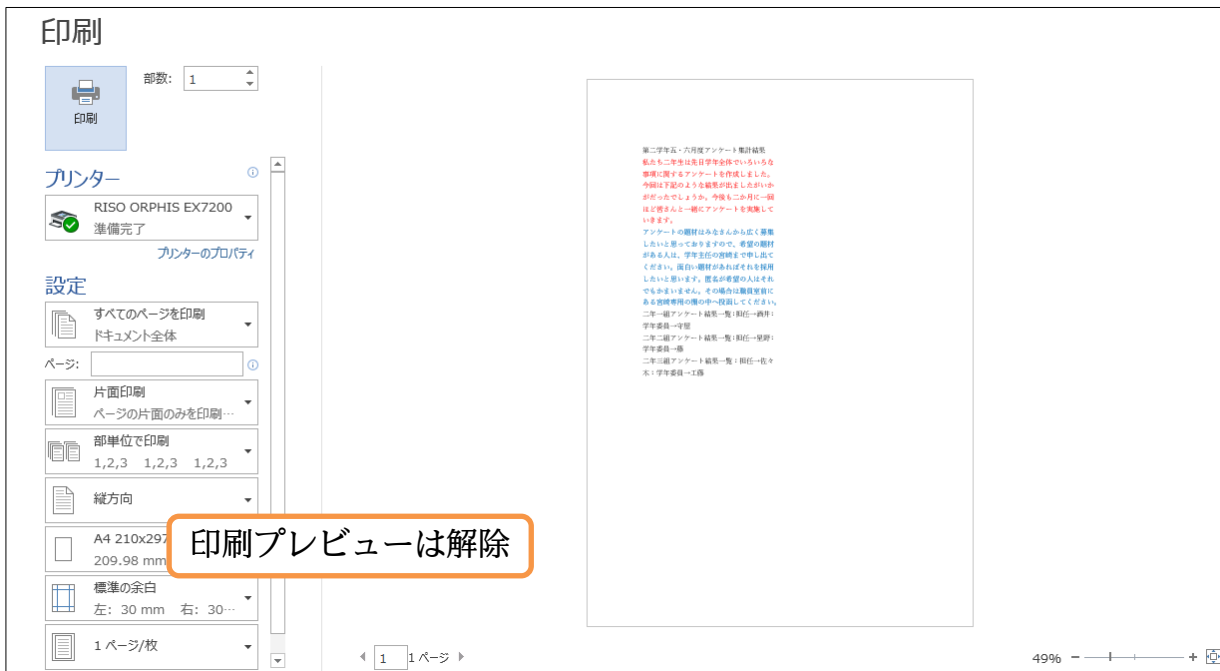 印刷
部数: 1
印刷
プリンター
RISO ORPHIS EX7200
準備完了
プリンターのプロパティ
設定
すべてのページを印刷
ドキュメント全体
ページ:
片面印刷
ページの片面のみを印刷…
部単位で印刷
1,2,3 1,2,3 1,2,3
縦方向
A4 210x297
209.98 mm
印刷プレビューは解除
標準の余白
左: 30 mm 右: 30…
1 ページ/枚
第二学年五・六月度アンケート集計結果
私たち二年生は先日学年全体でいろいろな
事項に関するアンケートを作成しました。
今回は下記のような結果が出ましたがいか
がだったでしょうか。今後も二か月に一回
ほど皆さんと一緒にアンケートを実施して
いきます。
アンケートの題材はみなさんから広く募集
したいと思っておりますので、希望の題材
がある人は、学年主任の宮崎まで申し出て
ください。面白い題材があればそれを採用
したいと思います。匿名が希望の人はそれ
でもかまいません。その場合は職員室前に
ある宮崎専用の棚の中へ投函してください。
二年一組アンケート結果一覧:担任→酒井:
学年委員→守屋
二年二組アンケート結果一覧:担任→星野:
学年委員→藤
二年三組アンケート結果一覧:担任→佐々
木:学年委員→工藤
1 1 ページ
49%